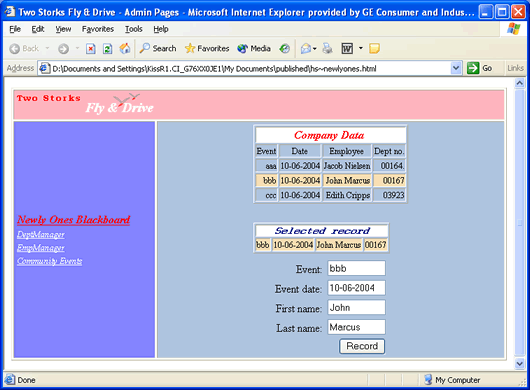 Two Storks Fly & Drive - Admin Pages - Microsoft Internet Explorer provided by GE Consumer and Indus...
File Edit View Favorites Tools Help
Back Search Favorites Media
Address D:\Documents and Settings\KissR1.CI_G76XX0JE1\My Documents\published\hs~newlyones.html Go Links
Two Storks
Fly & Drive
Company Data
Event Date Employee Dept no.
aaa 10-06-2004 Jacob Nielsen 00164
bbb 10-06-2004 John Marcus 00167
ccc 10-06-2004 Edith Cripps 03923
Newly Ones Blackboard
DeptManager
EmpManager
Community Events
Selected record
bbb 10-06-2004 John Marcus 00167
Event: bbb
Event date: 10-06-2004
First name: John
Last name: Marcus
Record
Done My Computer